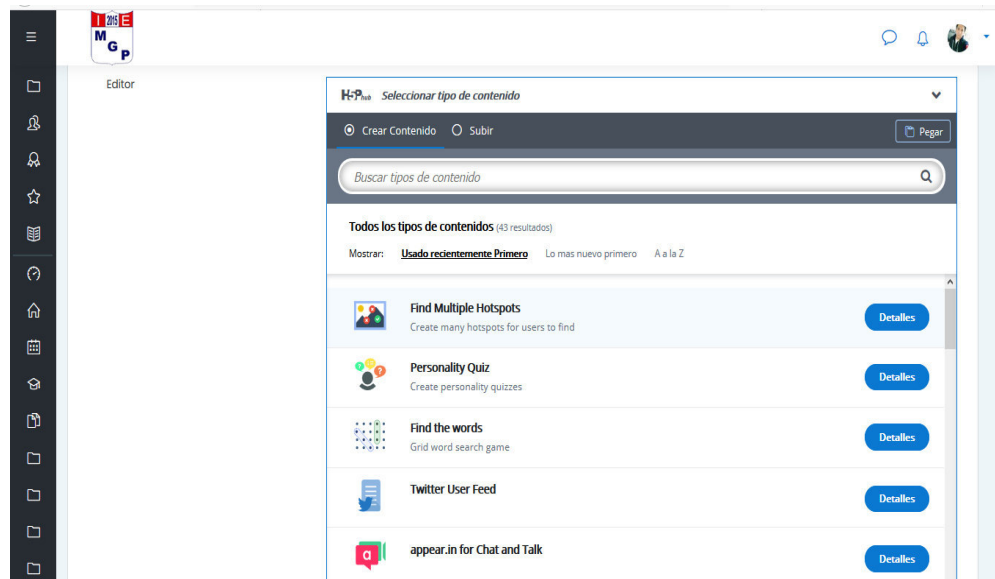 I 2015 E
M
G
P
Editor
H5P hub Seleccionar tipo de contenido
Crear Contenido Subir Pegar
Buscar tipos de contenido
Todos los tipos de contenidos (43 resultados)
Mostrar: Usado recientemente Primero Lo mas nuevo primero A a la Z
Find Multiple Hotspots
Create many hotspots for users to find
Detalles
Personality Quiz
Create personality quizzes
Detalles
Find the words
Grid word search game
Detalles
Twitter User Feed
Detalles
a
appear.in for Chat and Talk
Detalles